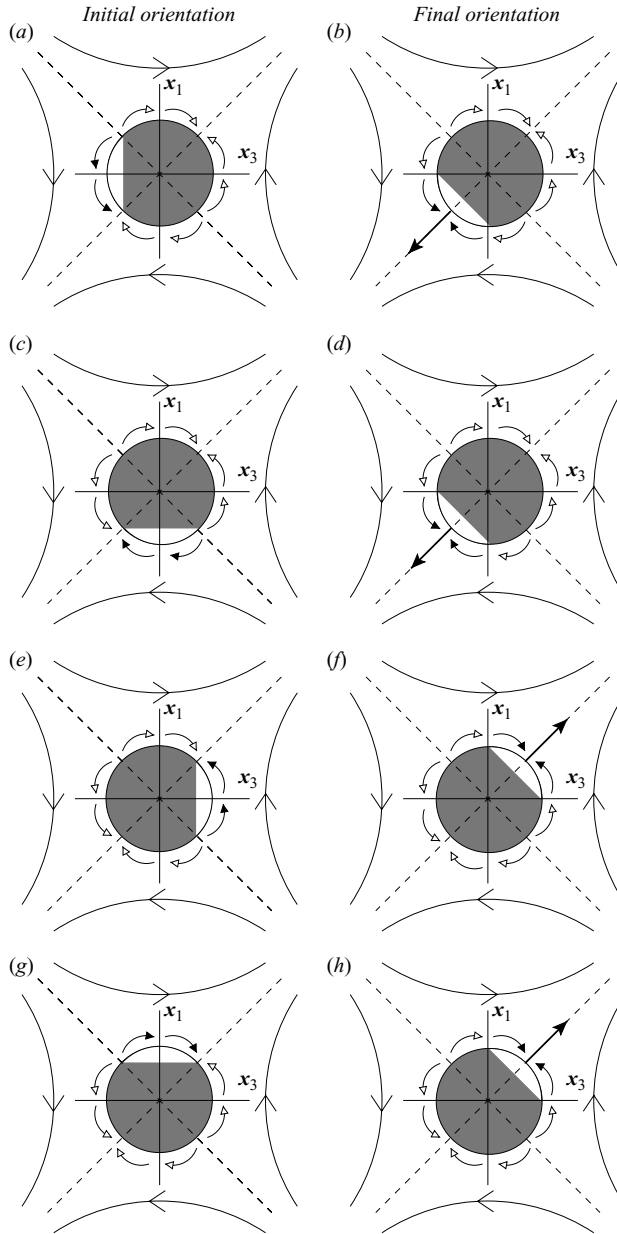 Initial orientation Final orientation
(a) (b)
x1 x1
x3 x3
(c) (d)
x1 x1
x3 x3
(e) (f)
x1 x1
x3 x3
(g) (h)
x1 x1
x3 x3